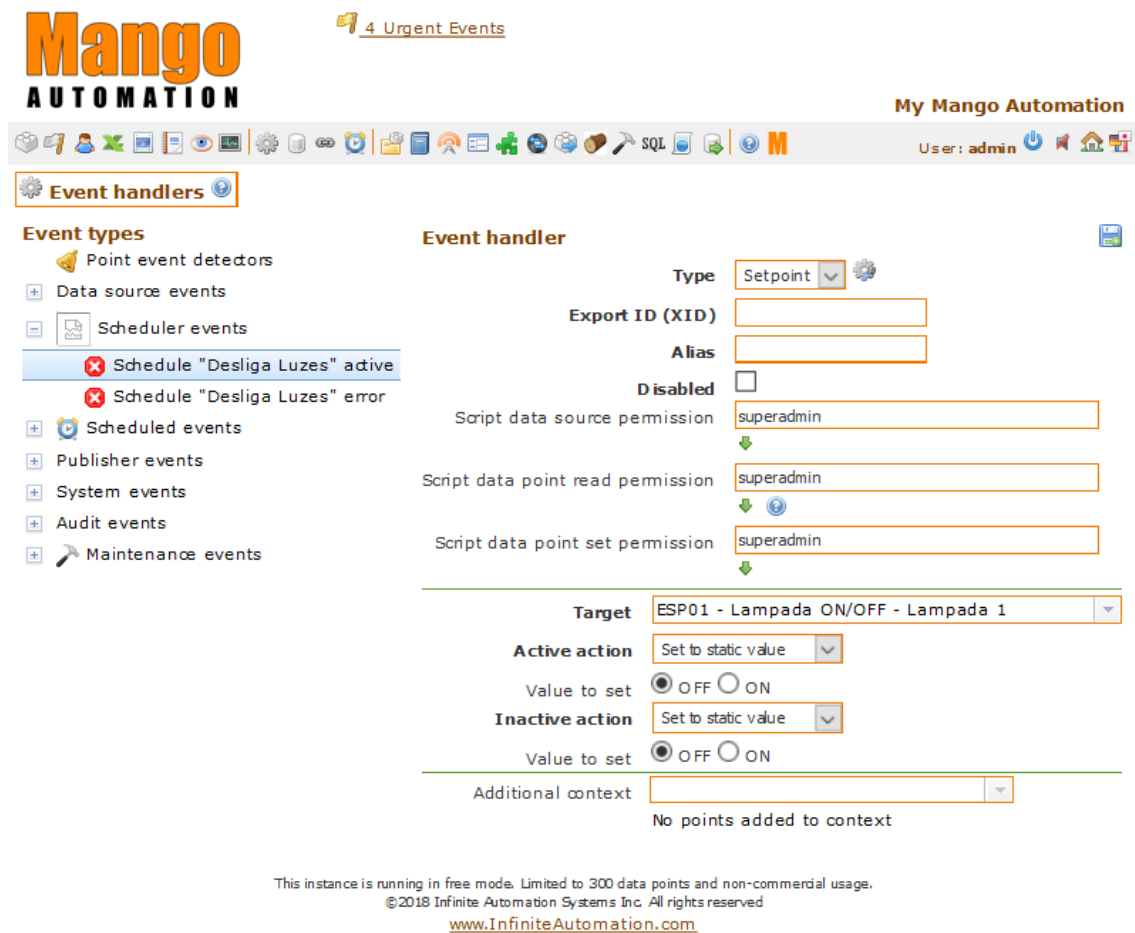 Mango
AUTOMATION
4 Urgent Events
My Mango Automation
SQL
M
User: admin
Event handlers
Event types
Point event detectors
Data source events
Scheduler events
Schedule "Desliga Luzes" active
Schedule "Desliga Luzes" error
Scheduled events
Publisher events
System events
Audit events
Maintenance events
Event handler
Type Setpoint
Export ID (XID)
Alias
Disabled
Script data source permission superadmin
Script data point read permission superadmin
Script data point set permission superadmin
Target ESP01 - Lampada ON/OFF - Lampada 1
Active action Set to static value
Value to set OFF ON
Inactive action Set to static value
Value to set OFF ON
Additional context
No points added to context
This instance is running in free mode. Limited to 300 data points and non-commercial usage.
©2018 Infinite Automation Systems Inc. All rights reserved
www.InfiniteAutomation.com